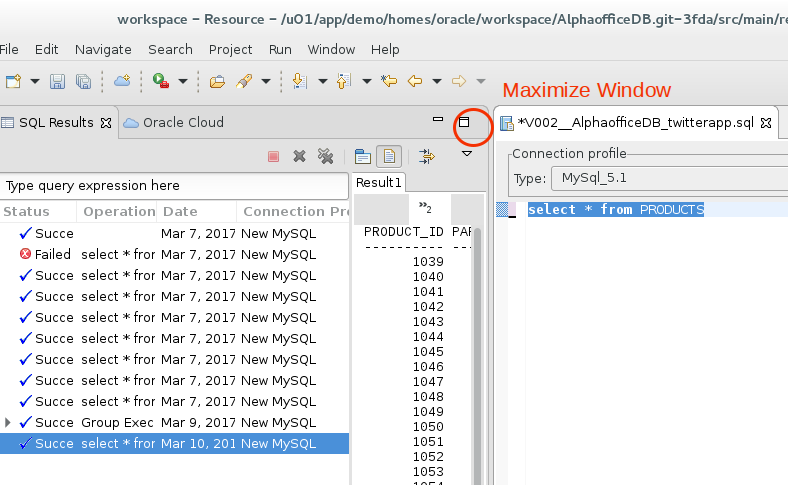 workspace - Resource - /u01/app/demo/homes/oracle/workspace/AlphaofficeDB.git-3fda/src/main/re
File Edit Navigate Search Project Run Window Help
Maximize Window
SQL Results Oracle Cloud
*V002__AlphaofficeDB_twitterapp.sql
Connection profile
Type: MySql_5.1
Type query expression here
Result1
Status Operation Date Connection Pr
»2
select * from PRODUCTS
PRODUCT_ID PAR
---------- ---
Succe Mar 7, 2017 New MySQL
Failed select * fror Mar 7, 2017 New MySQL
Succe select * fror Mar 7, 2017 New MySQL
Succe select * fror Mar 7, 2017 New MySQL
Succe select * fror Mar 7, 2017 New MySQL
Succe select * fror Mar 7, 2017 New MySQL
Succe select * fror Mar 7, 2017 New MySQL
Succe select * fror Mar 7, 2017 New MySQL
Succe select * fror Mar 7, 2017 New MySQL
Succe Group Exec Mar 9, 2017 New MySQL
Succe select * fror Mar 10, 201 New MySQL
1039
1040
1041
1042
1043
1044
1045
1046
1047
1048
1049
1050
1051
1052
1053
1054